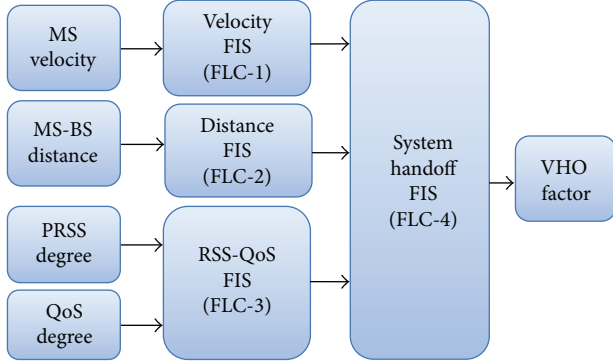 MS
velocity
Velocity
FIS
(FLC-1)
MS-BS
distance
Distance
FIS
(FLC-2)
PRSS
degree
QoS
degree
RSS-QoS
FIS
(FLC-3)
System
handoff
FIS
(FLC-4)
VHO
factor